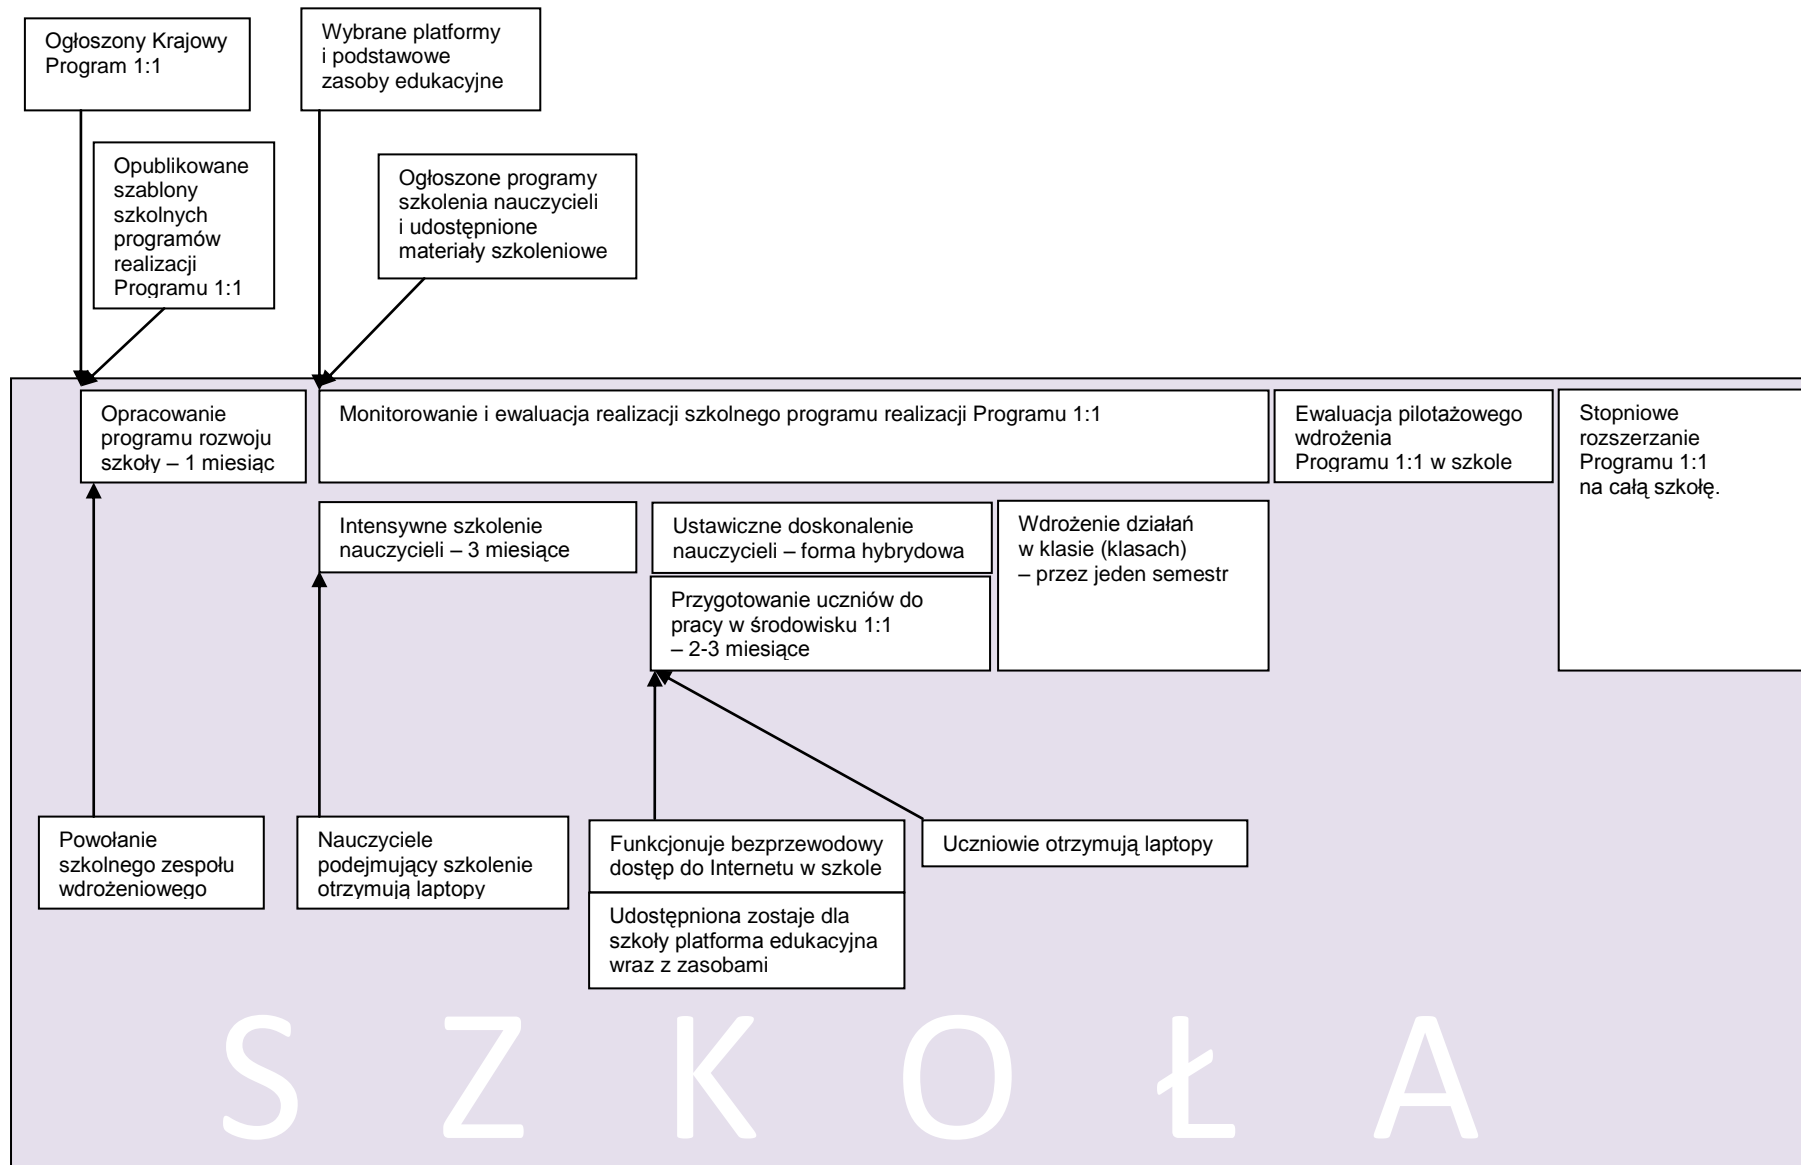 Ogłoszony Krajowy
Program 1:1
Wybrane platformy
i podstawowe
zasoby edukacyjne
Opublikowane
szablony
szkolnych
programów
realizacji
Programu 1:1
Ogłoszone programy
szkolenia nauczycieli
i udostępnione
materiały szkoleniowe
Opracowanie
programu rozwoju
szkoły – 1 miesiąc
Monitorowanie i ewaluacja realizacji szkolnego programu realizacji Programu 1:1
Ewaluacja pilotażowego
wdrożenia
Programu 1:1 w szkole
Stopniowe
rozszerzanie
Programu 1:1
na całą szkołę.
Intensywne szkolenie
nauczycieli – 3 miesiące
Ustawiczne doskonalenie
nauczycieli – forma hybrydowa
Wdrożenie działań
w klasie (klasach)
– przez jeden semestr
Przygotowanie uczniów do
pracy w środowisku 1:1
– 2-3 miesiące
Powołanie
szkolnego zespołu
wdrożeniowego
Nauczyciele
podejmujący szkolenie
otrzymują laptopy
Funkcjonuje bezprzewodowy
dostęp do Internetu w szkole
Uczniowie otrzymują laptopy
Udostępniona zostaje dla
szkoły platforma edukacyjna
wraz z zasobami
S Z K O Ł A